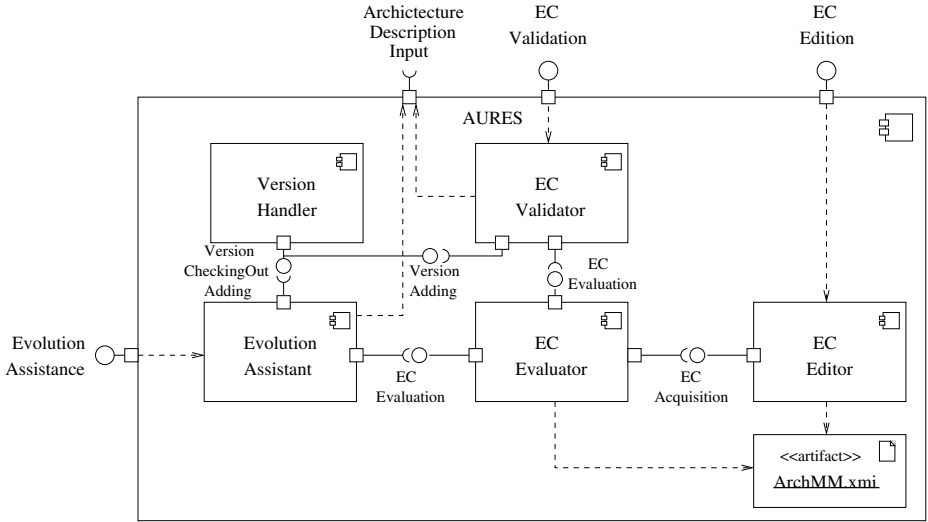 Archictecture
Description
Input
EC
Validation
EC
Edition
AURES
Version
Handler
EC
Validator
Version
CheckingOut
Adding
Version
Adding
EC
Evaluation
Evolution
Assistance
Evolution
Assistant
EC
Evaluation
EC
Evaluator
EC
Acquisition
EC
Editor
<<artifact>>
ArchMM.xmi